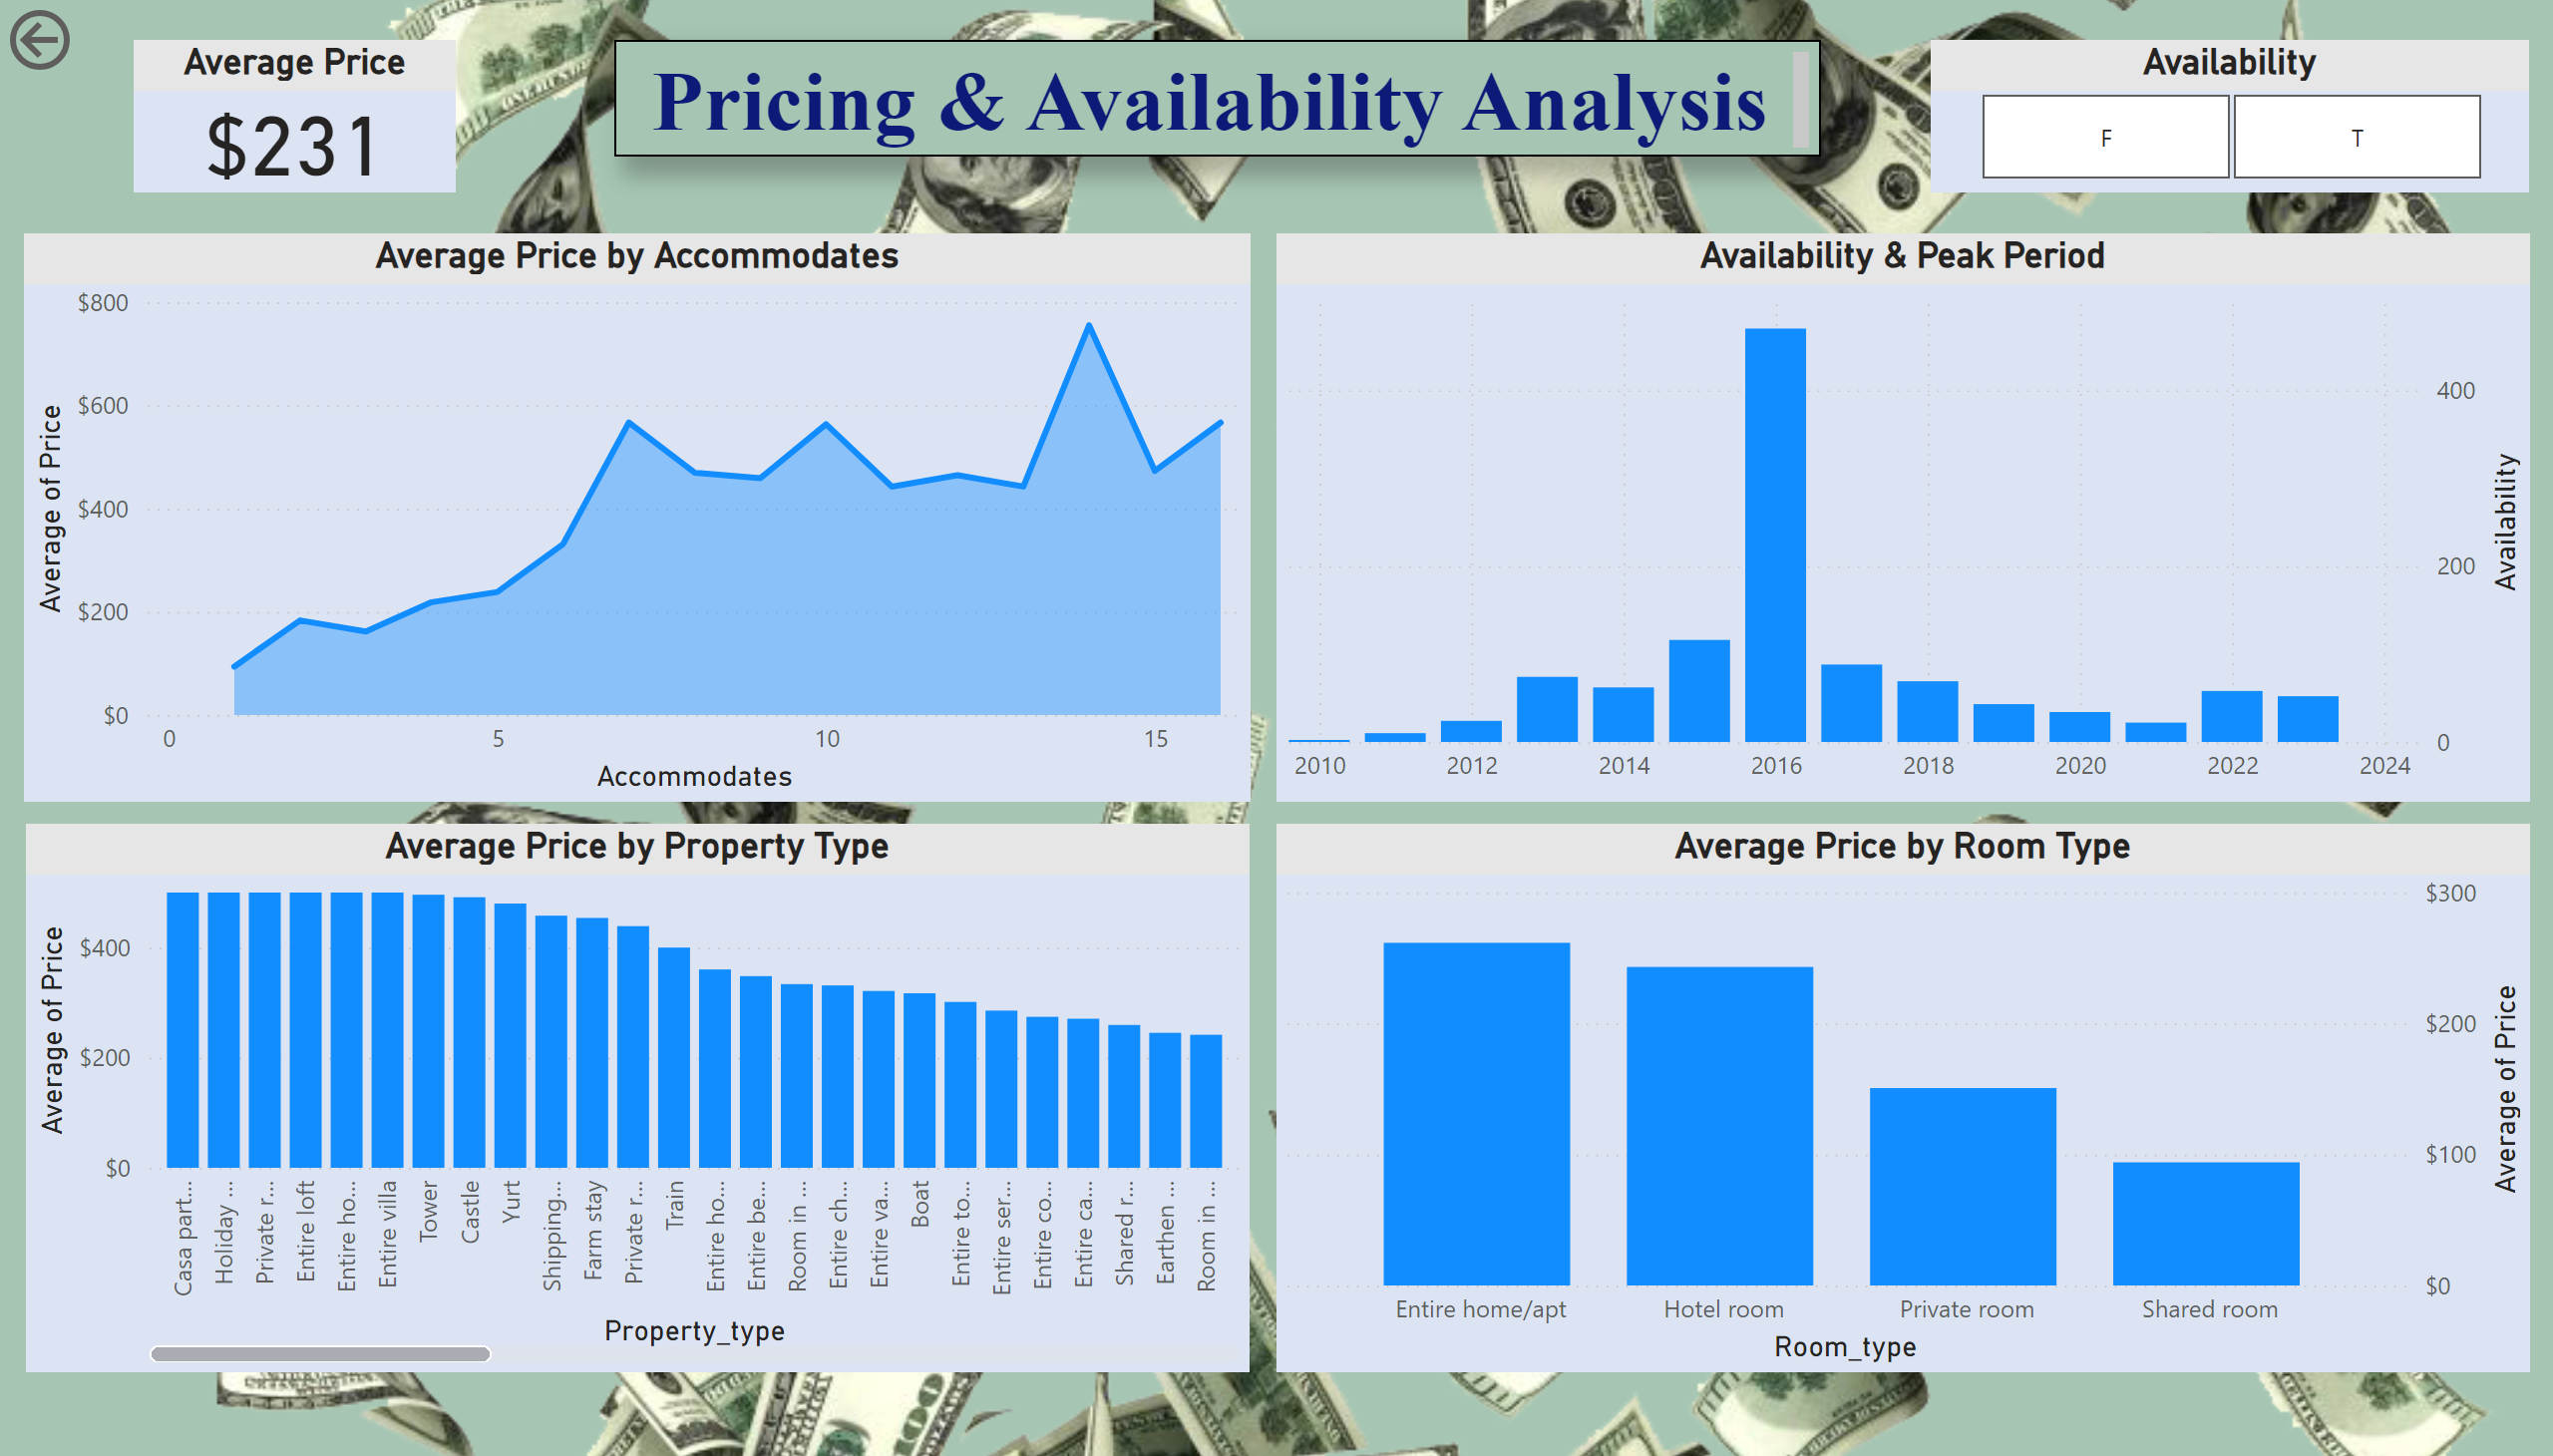 Average Price
$231
Pricing & Availability Analysis
Availability
F
T
Average Price by Accommodates
Average of Price
$800
$600
$400
$200
$0
0
5
10
15
Accommodates
Availability & Peak Period
400
200
0
Availability
2010
2012
2014
2016
2018
2020
2022
2024
Average Price by Property Type
Average of Price
$400
$200
$0
Casa part...
Holiday ...
Private r...
Entire loft
Entire ho...
Entire villa
Tower
Castle
Yurt
Shipping...
Farm stay
Private r...
Train
Entire ho...
Entire be...
Room in ...
Entire ch...
Entire va...
Boat
Entire to...
Entire ser...
Entire co...
Entire ca...
Shared r...
Earthen ...
Room in ...
Property_type
Average Price by Room Type
$300
$200
$100
$0
Average of Price
Entire home/apt
Hotel room
Private room
Shared room
Room_type